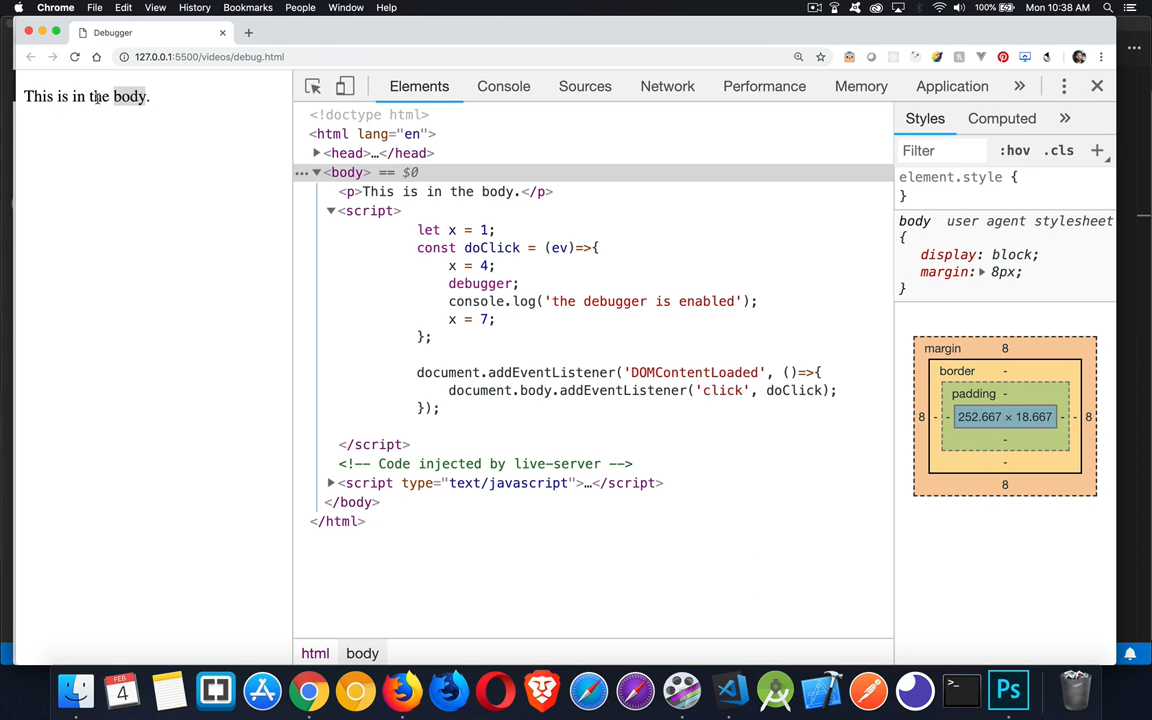 Chrome File Edit View History Bookmarks People Window Help 100% Mon 10:38 AM
Debugger
127.0.0.1:5500/videos/debug.html
This is in the body.
Elements Console Sources Network Performance Memory Application »
<!doctype html>
<html lang="en">
<head>…</head>
<body> == $0
<p>This is in the body.</p>
<script>
let x = 1;
const doClick = (ev)=>{
x = 4;
debugger;
console.log('the debugger is enabled');
x = 7;
};
document.addEventListener('DOMContentLoaded', ()=>{
document.body.addEventListener('click', doClick);
});
</script>
<!-- Code injected by live-server -->
<script type="text/javascript">…</script>
</body>
</html>
html body
Styles Computed »
Filter :hov .cls +
element.style {
}
body user agent stylesheet
{
display: block;
margin: 8px;
}
margin 8
border -
padding -
8 - - 252.667 × 18.667 - - 8
-
-
8
FEB
4
>_
Ps